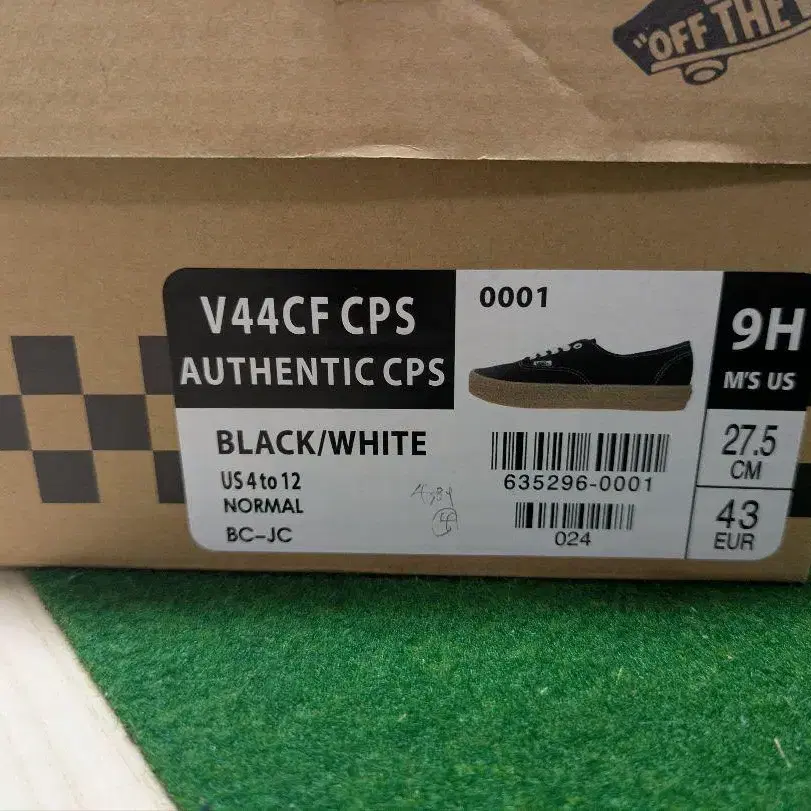 "OFF THE
V44CF CPS
AUTHENTIC CPS
0001
9H
M'S US
BLACK/WHITE
US 4 to 12
NORMAL
BC-JC
635296-0001
024
27.5
CM
43
EUR